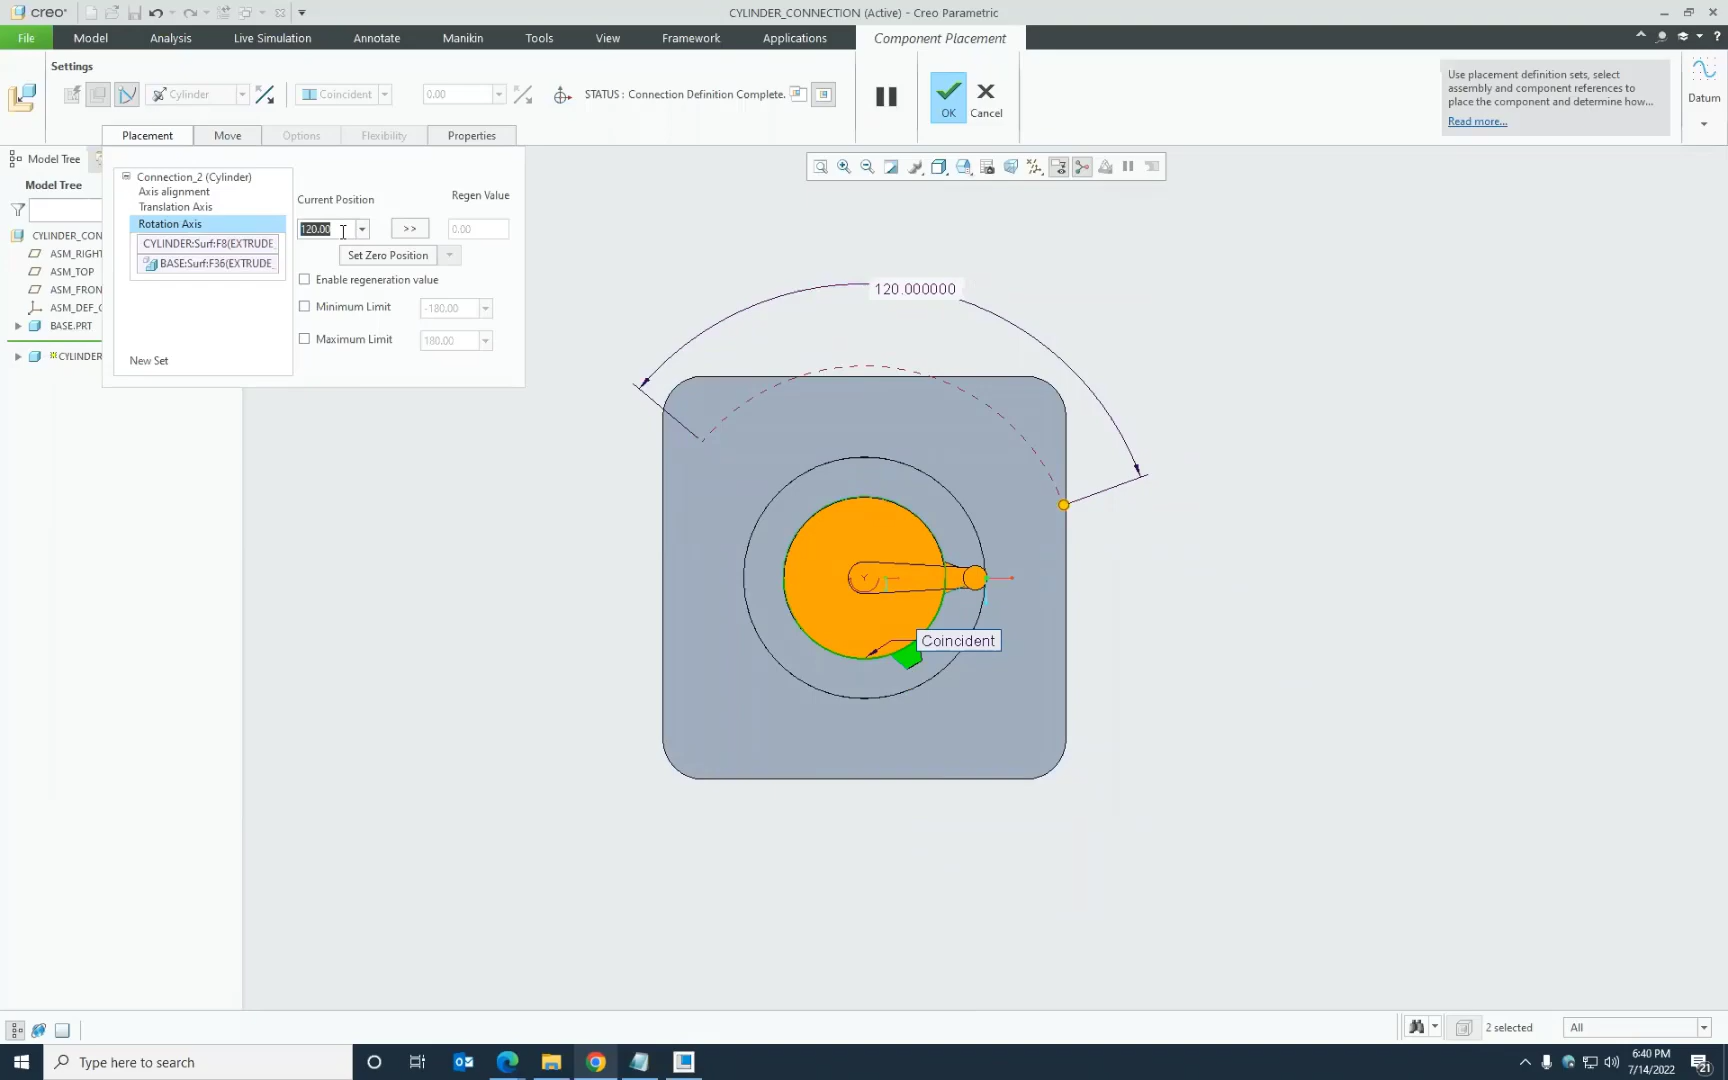 creo
CYLINDER_CONNECTION (Active) - Creo Parametric
File
Model
Analysis
Live Simulation
Annotate
Manikin
Tools
View
Framework
Applications
Component Placement
Settings
Cylinder
Coincident
0.00
STATUS : Connection Definition Complete.
OK
Cancel
Use placement definition sets, select
assembly and component references to
place the component and determine how...
Read more...
Datum
Placement
Move
Options
Flexibility
Properties
Model Tree
Model Tree
CYLINDER_CON
ASM_RIGHT
ASM_TOP
ASM_FRON
ASM_DEF_C
BASE.PRT
CYLINDER
Connection_2 (Cylinder)
Axis alignment
Translation Axis
Rotation Axis
CYLINDER:Surf:F8(EXTRUDE_
BASE:Surf:F36(EXTRUDE_
New Set
Current Position
Regen Value
120.00
>>
0.00
Set Zero Position
Enable regeneration value
Minimum Limit
-180.00
Maximum Limit
180.00
120.000000
Y
Coincident
2 selected
All
Type here to search
6:40 PM
7/14/2022
21